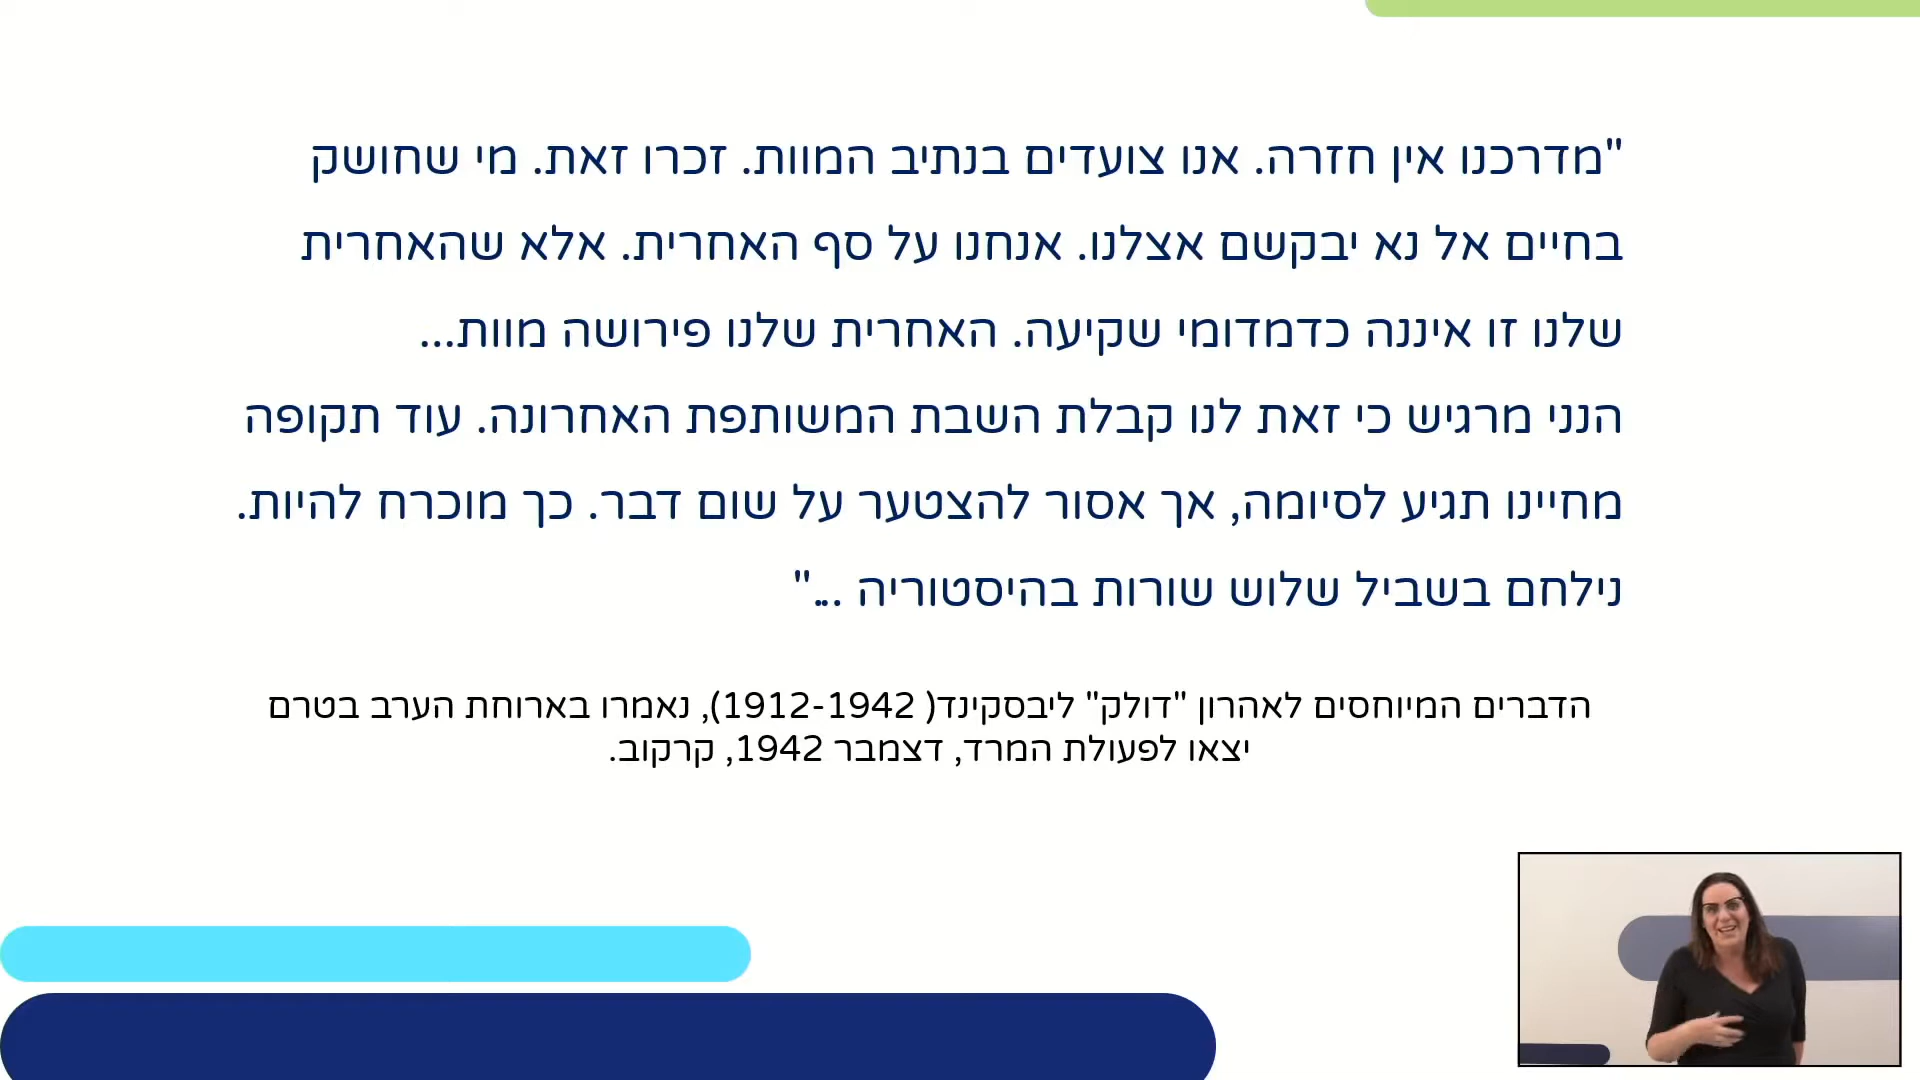 "מדרכנו אין חזרה. אנו צועדים בנתיב המוות. זכרו זאת. מי שחושק
בחיים אל נא יבקשם אצלנו. אנחנו על סף האחרית. אלא שהאחרית
שלנו זו איננה כדמדומי שקיעה. האחרית שלנו פירושה מוות...
הנני מרגיש כי זאת לנו קבלת השבת המשותפת האחרונה. עוד תקופה
מחיינו תגיע לסיומה, אך אסור להצטער על שום דבר. כך מוכרח להיות.
נילחם בשביל שלוש שורות בהיסטוריה ..."
הדברים המיוחסים לאהרון "דולק" ליבסקינד( 1912-1942), נאמרו בארוחת הערב בטרם
יצאו לפעולת המרד, דצמבר 1942, קרקוב.